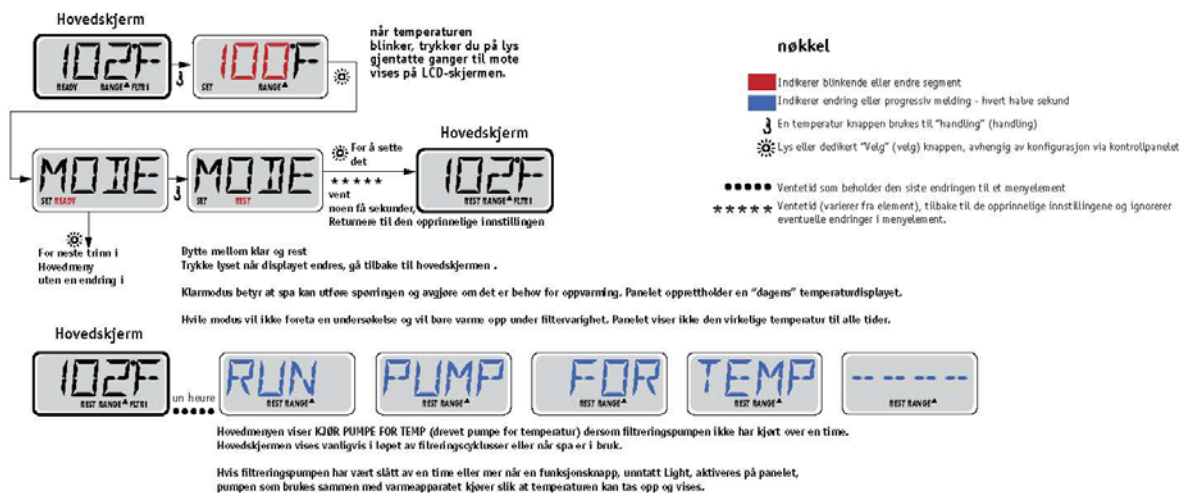 Hovedskjerm
102°F
READY RANGE FLTR1
100°F
SET RANGE
når temperaturen
blinker, trykker du på lys
gjentatte ganger til mote
vises på LCD-skjermen.
nøkkel
Indikerer blinkende eller endre segment
Indikerer endring eller progressiv melding - hvert halve sekund
En temperatur knappen brukes til "handling" (handling)
Lys eller dedikert "Velg" (velg) knappen, avhengig av konfigurasjon via kontrollpanelet
Ventetid som beholder den siste endringen til et menyelement
***** Ventetid (varierer fra element), tilbake til de opprinnelige innstillingene og ignorerer
eventuelle endringer i menyelement.
MODE
SET READY
MODE
SET REST
For å sette
det
*****
vent
noen få sekunder,
Returnere til den opprinnelige innstillingen
Hovedskjerm
102°F
REST RANGE FLTR1
For neste trinn i
Hovedmeny
uten en endring i
Dytte mellom klar og rest
Trykke lyset når displayet endres, gå tilbake til hovedskjermen .
Klarmodus betyr at spa kan utføre spørringen og avgjøre om det er behov for oppvarming. Panelet opprettholder en "dagens" temperaturdisplayet.
Hvile modus vil ikke foreta en undersøkelse og vil bare varme opp under filtervarighet. Panelet viser ikke den virkelige temperatur til alle tider.
Hovedskjerm
102°F
REST RANGE FLTR1
un heure
RUN
REST RANGE
PUMP
REST RANGE
FOR
REST RANGE
TEMP
REST RANGE
-- -- -- --
REST RANGE
Hovedmenyen viser KJØR PUMPE FOR TEMP (drevet pumpe for temperatur) dersom filtreringspumpen ikke har kjørt over en time.
Hovedskjermen vises vanligvis i løpet av filtreringscyklusser eller når spa er i bruk.
Hvis filtreringspumpen har vært slått av en time eller mer når en funksjonsknapp, unntatt Light, aktiveres på panelet,
pumpen som brukes sammen med varmeapparatet kjører slik at temperaturen kan tas opp og vises.